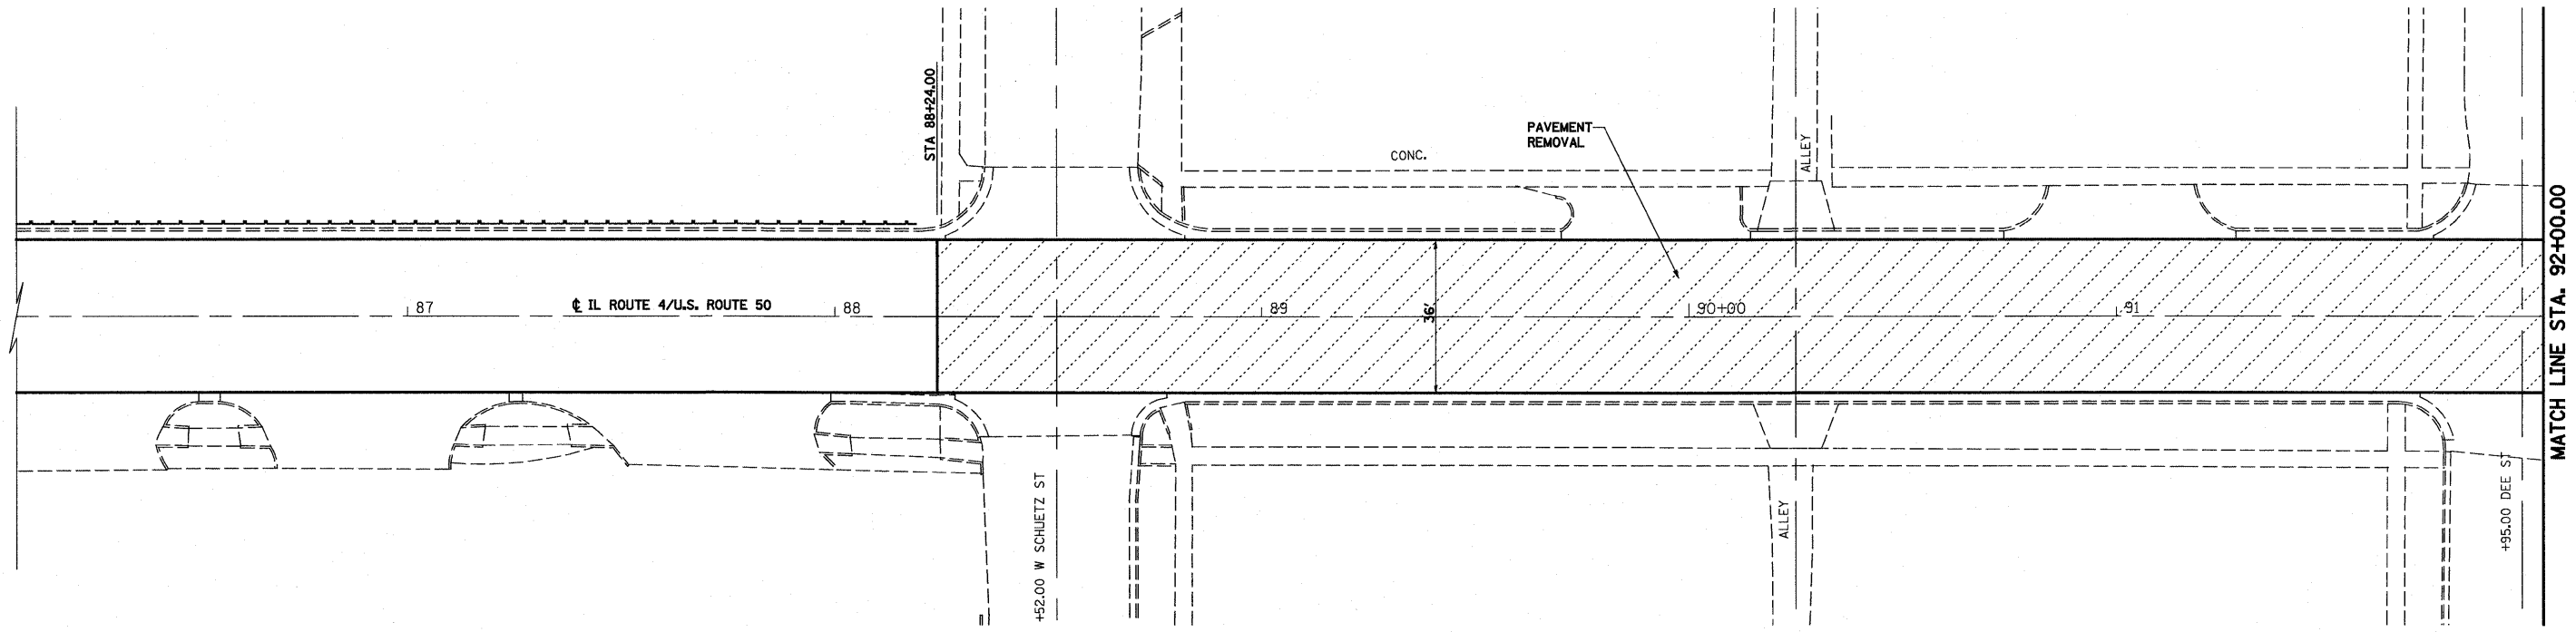 STA 88+24.00
PAVEMENT
REMOVAL
CONC.
ALLEY
87
℄ IL ROUTE 4/U.S. ROUTE 50
88
89
36'
90+00
91
MATCH LINE STA. 92+00.00
+52.00 W SCHUETZ ST
ALLEY
+95.00 DEE ST